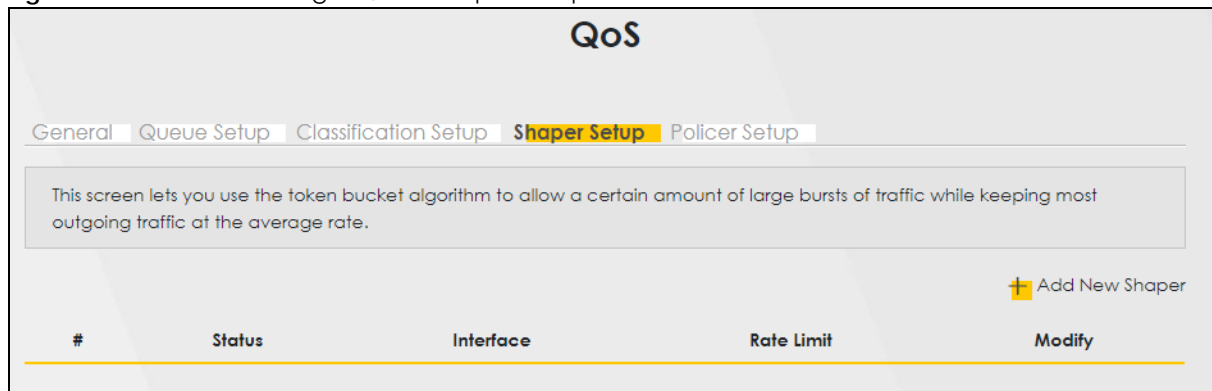 QoS
General Queue Setup Classification Setup Shaper Setup Policer Setup
This screen lets you use the token bucket algorithm to allow a certain amount of large bursts of traffic while keeping most
outgoing traffic at the average rate.
+ Add New Shaper
# Status Interface Rate Limit Modify